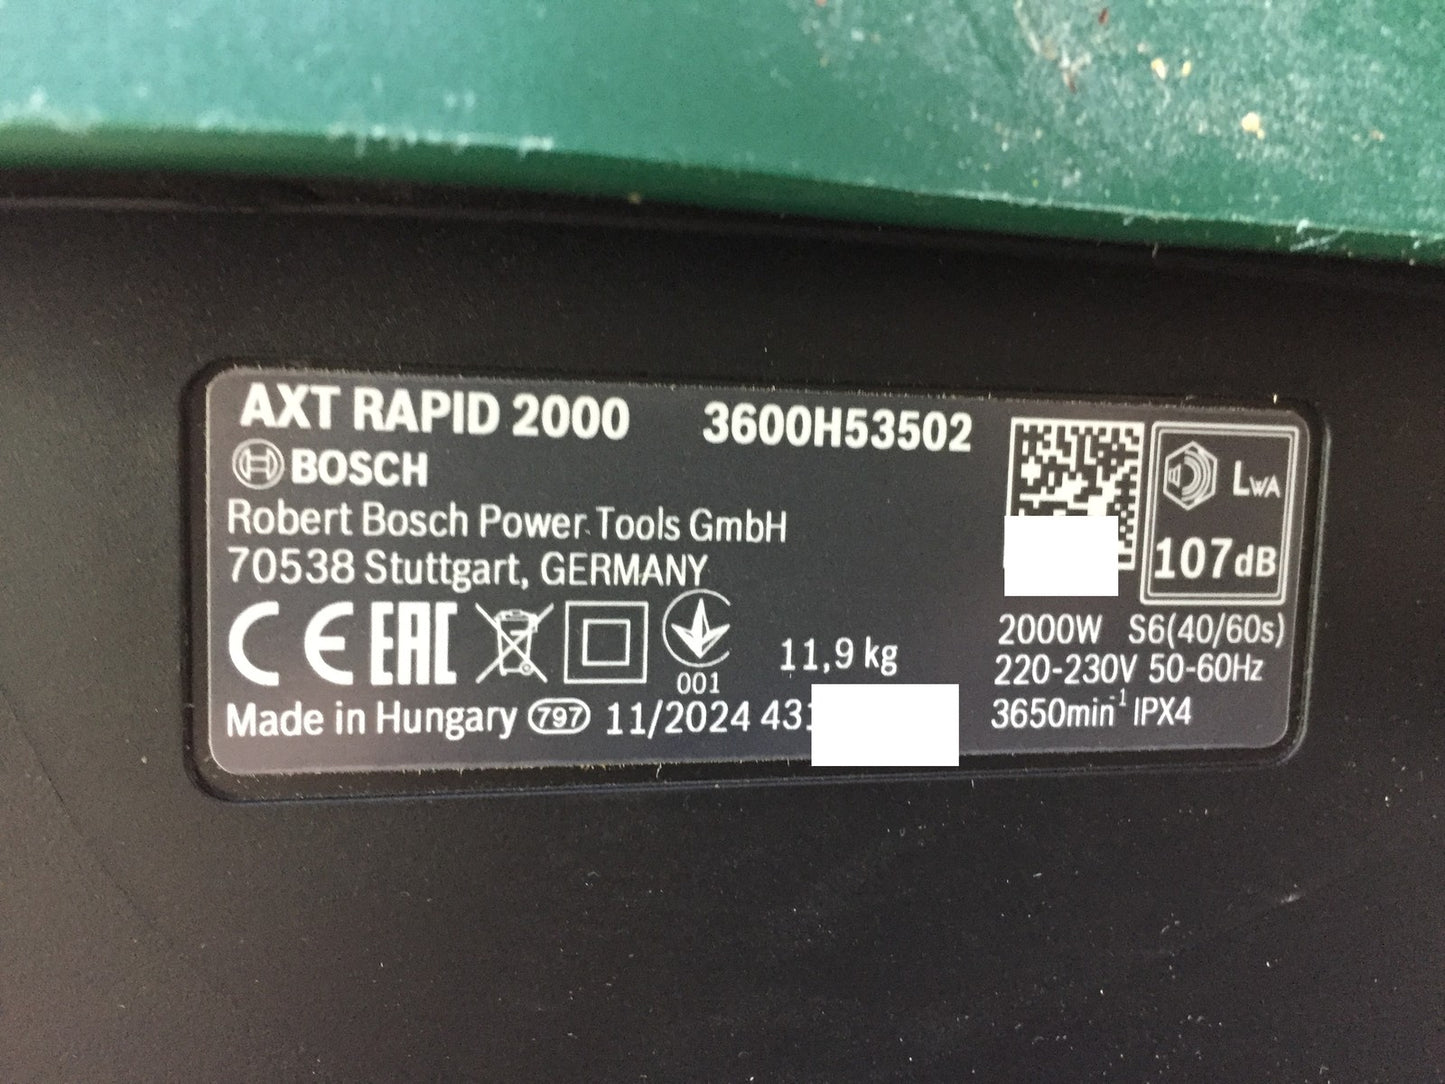 AXT RAPID 2000 3600H53502
BOSCH
Robert Bosch Power Tools GmbH
70538 Stuttgart, GERMANY
LWA
107dB
CE EAC
001
11,9 kg
2000W S6(40/60s)
220-230V 50-60Hz
3650min⁻¹ IPX4
Made in Hungary 797 11/2024 431